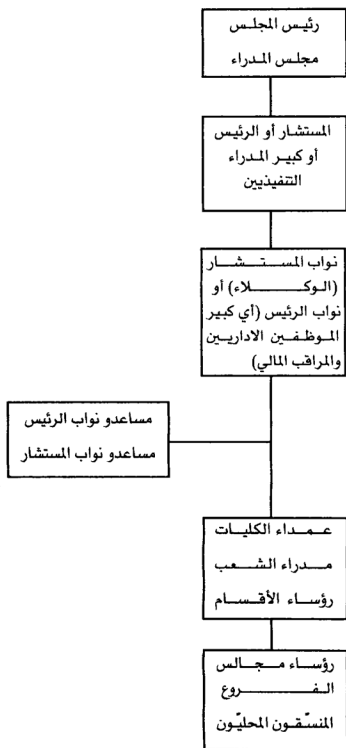 رئيس المجلس
مجلس المدراء
المستشار أو الرئيس
أو كبير المدراء
التنفيذيين
نواب المستشار
(الوكلاء) أو
نواب الرئيس (أي كبير
الموظفين الاداريين
والمراقب المالي)
مساعدو نواب الرئيس
مساعدو نواب المستشار
عمداء الكليات
مدراء الشعب
رؤساء الأقسام
رؤساء مجالس
الفروع
المنسّقون المحليّون